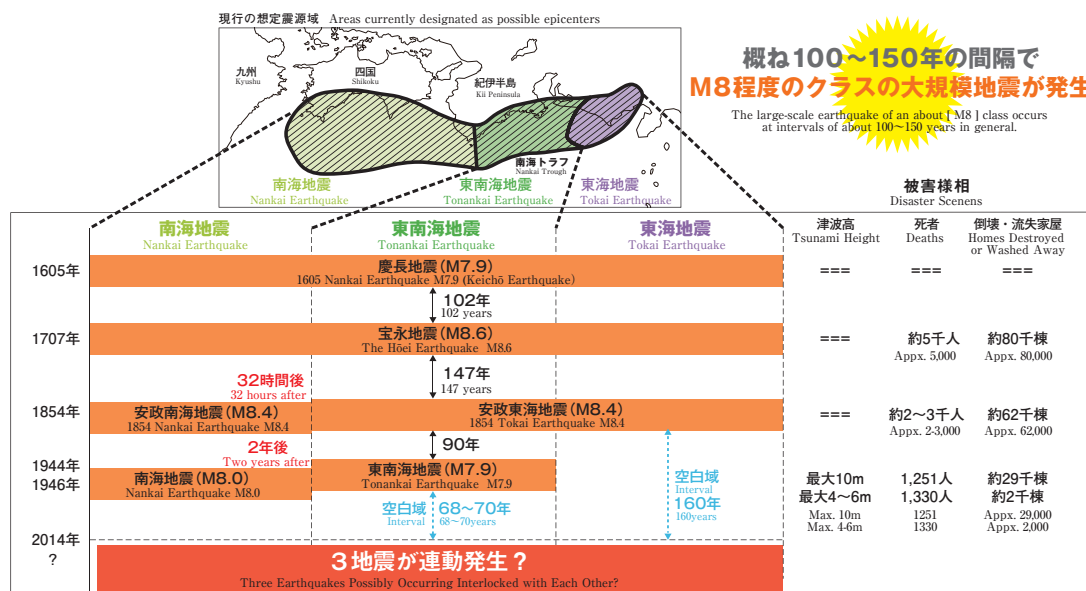 現行の想定震源域 Areas currently designated as possible epicenters
九州
Kyushu
四国
Shikoku
紀伊半島
Kii Peninsula
南海トラフ
Nankai Trough
南海地震
Nankai Earthquake
東南海地震
Tonankai Earthquake
東海地震
Tokai Earthquake
概ね100～150年の間隔で
M8程度のクラスの大規模地震が発生
The large-scale earthquake of an about [ M8 ] class occurs
at intervals of about 100~150 years in general.
被害様相
Disaster Scenens
南海地震
Nankai Earthquake
東南海地震
Tonankai Earthquake
東海地震
Tokai Earthquake
津波高
Tsunami Height
死者
Deaths
倒壊・流失家屋
Homes Destroyed
or Washed Away
1605年
慶長地震（M7.9）
1605 Nankai Earthquake M7.9 (Keichō Earthquake)
=== === ===
102年
102 years
1707年
宝永地震（M8.6）
The Hōei Earthquake M8.6
=== 約5千人 約80千棟
Appx. 5,000 Appx. 80,000
147年
147 years
32時間後
32 hours after
1854年
安政南海地震（M8.4）
1854 Nankai Earthquake M8.4
安政東海地震（M8.4）
1854 Tokai Earthquake M8.4
=== 約2～3千人 約62千棟
Appx. 2-3,000 Appx. 62,000
90年
2年後
Two years after
1944年
1946年
南海地震（M8.0）
Nankai Earthquake M8.0
東南海地震（M7.9）
Tonankai Earthquake M7.9
最大10m 1,251人 約29千棟
最大4～6m 1,330人 約2千棟
Max. 10m 1251 Appx. 29,000
Max. 4-6m 1330 Appx. 2,000
空白域
Interval
68～70年
68~70years
空白域
Interval
160年
160years
2014年
?
３地震が連動発生？
Three Earthquakes Possibly Occurring Interlocked with Each Other?